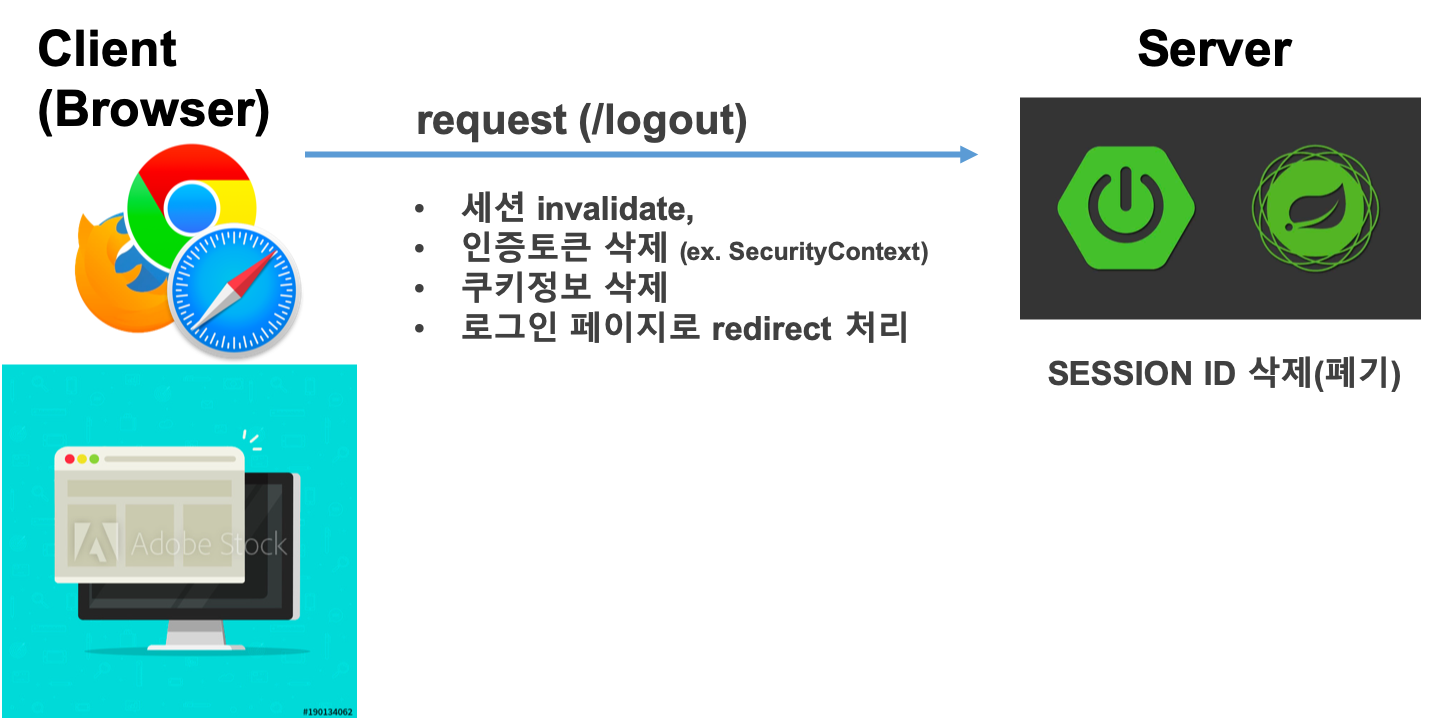 Client
(Browser)
Server
request (/logout)
• 세션 invalidate,
• 인증토큰 삭제 (ex. SecurityContext)
• 쿠키정보 삭제
• 로그인 페이지로 redirect 처리
SESSION ID 삭제(폐기)
Adobe Stock
#190134062